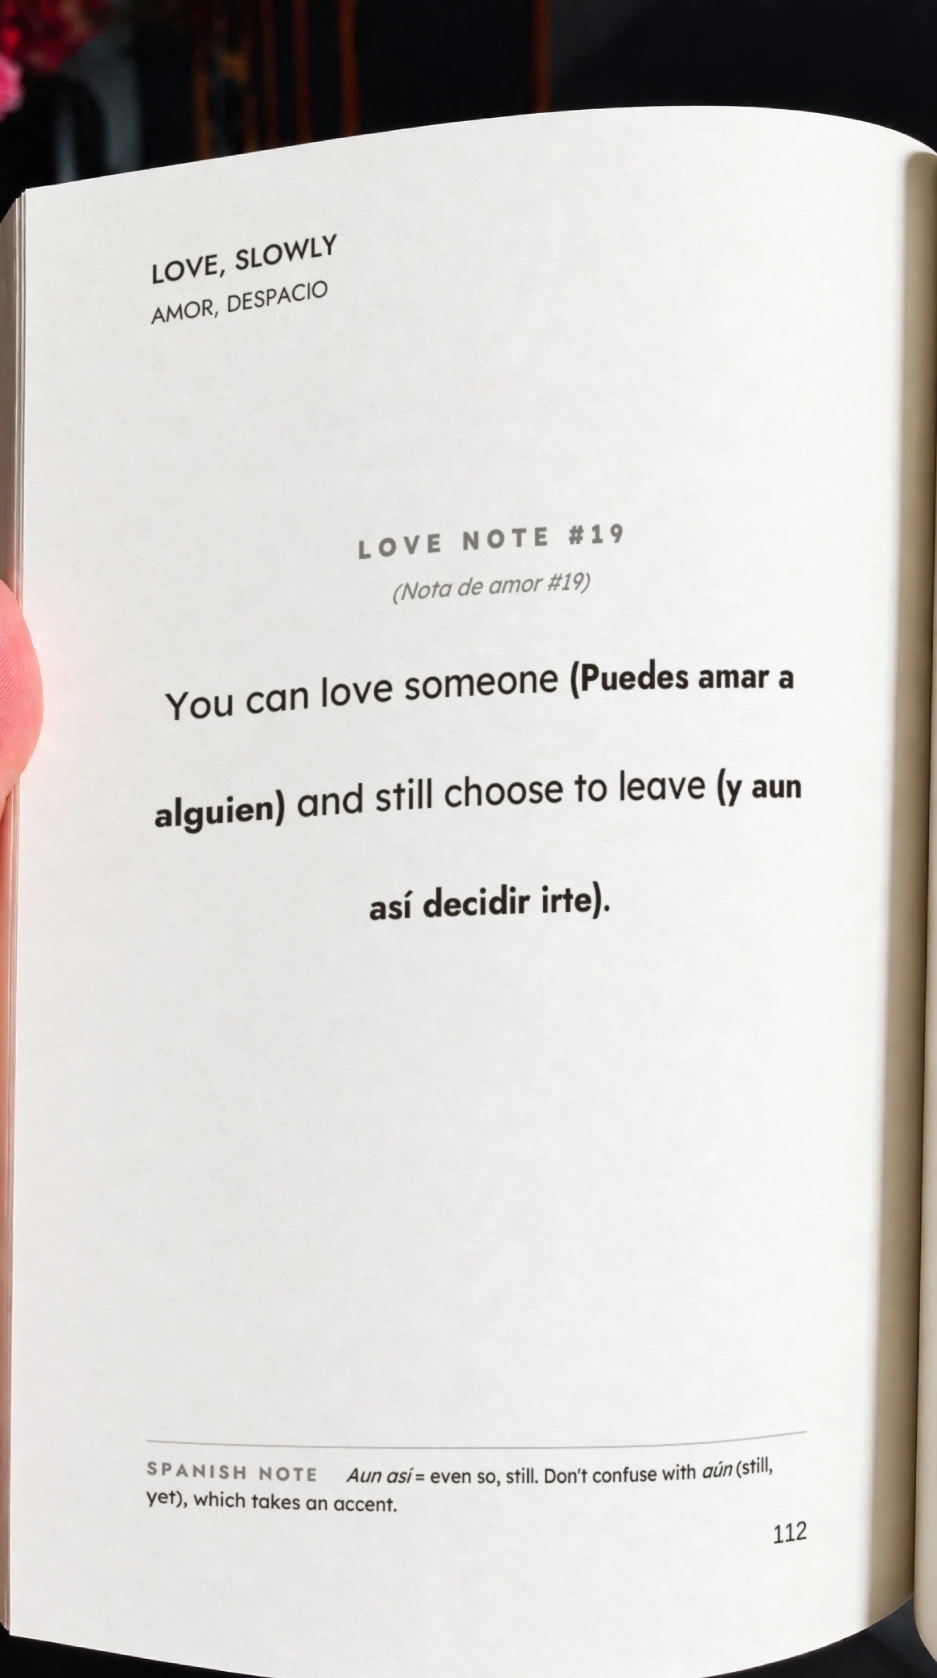 LOVE, SLOWLY
AMOR, DESPACIO
LOVE NOTE #19
(Nota de amor #19)
You can love someone (Puedes amar a
alguien) and still choose to leave (y aun
así decidir irte).
SPANISH NOTE Aun así = even so, still. Don't confuse with aún (still,
yet), which takes an accent.
112